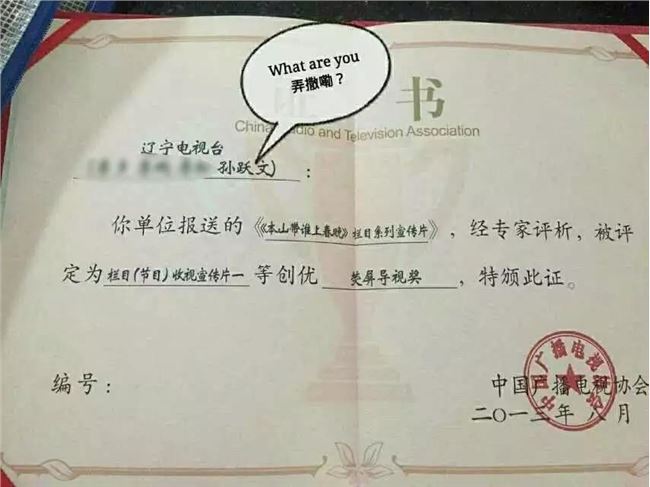 What are you
弄撒嘞？
证书
China Radio and Television Association
辽宁电视台
孙跃文）：
你单位报送的《《本山带谁上春晚》栏目系列宣传片》，经专家评析，被评
定为栏目(节目)收视宣传片一等创优荧屏导视奖，特颁此证。
编号：
中国广播电视协会
二〇一三年 八月